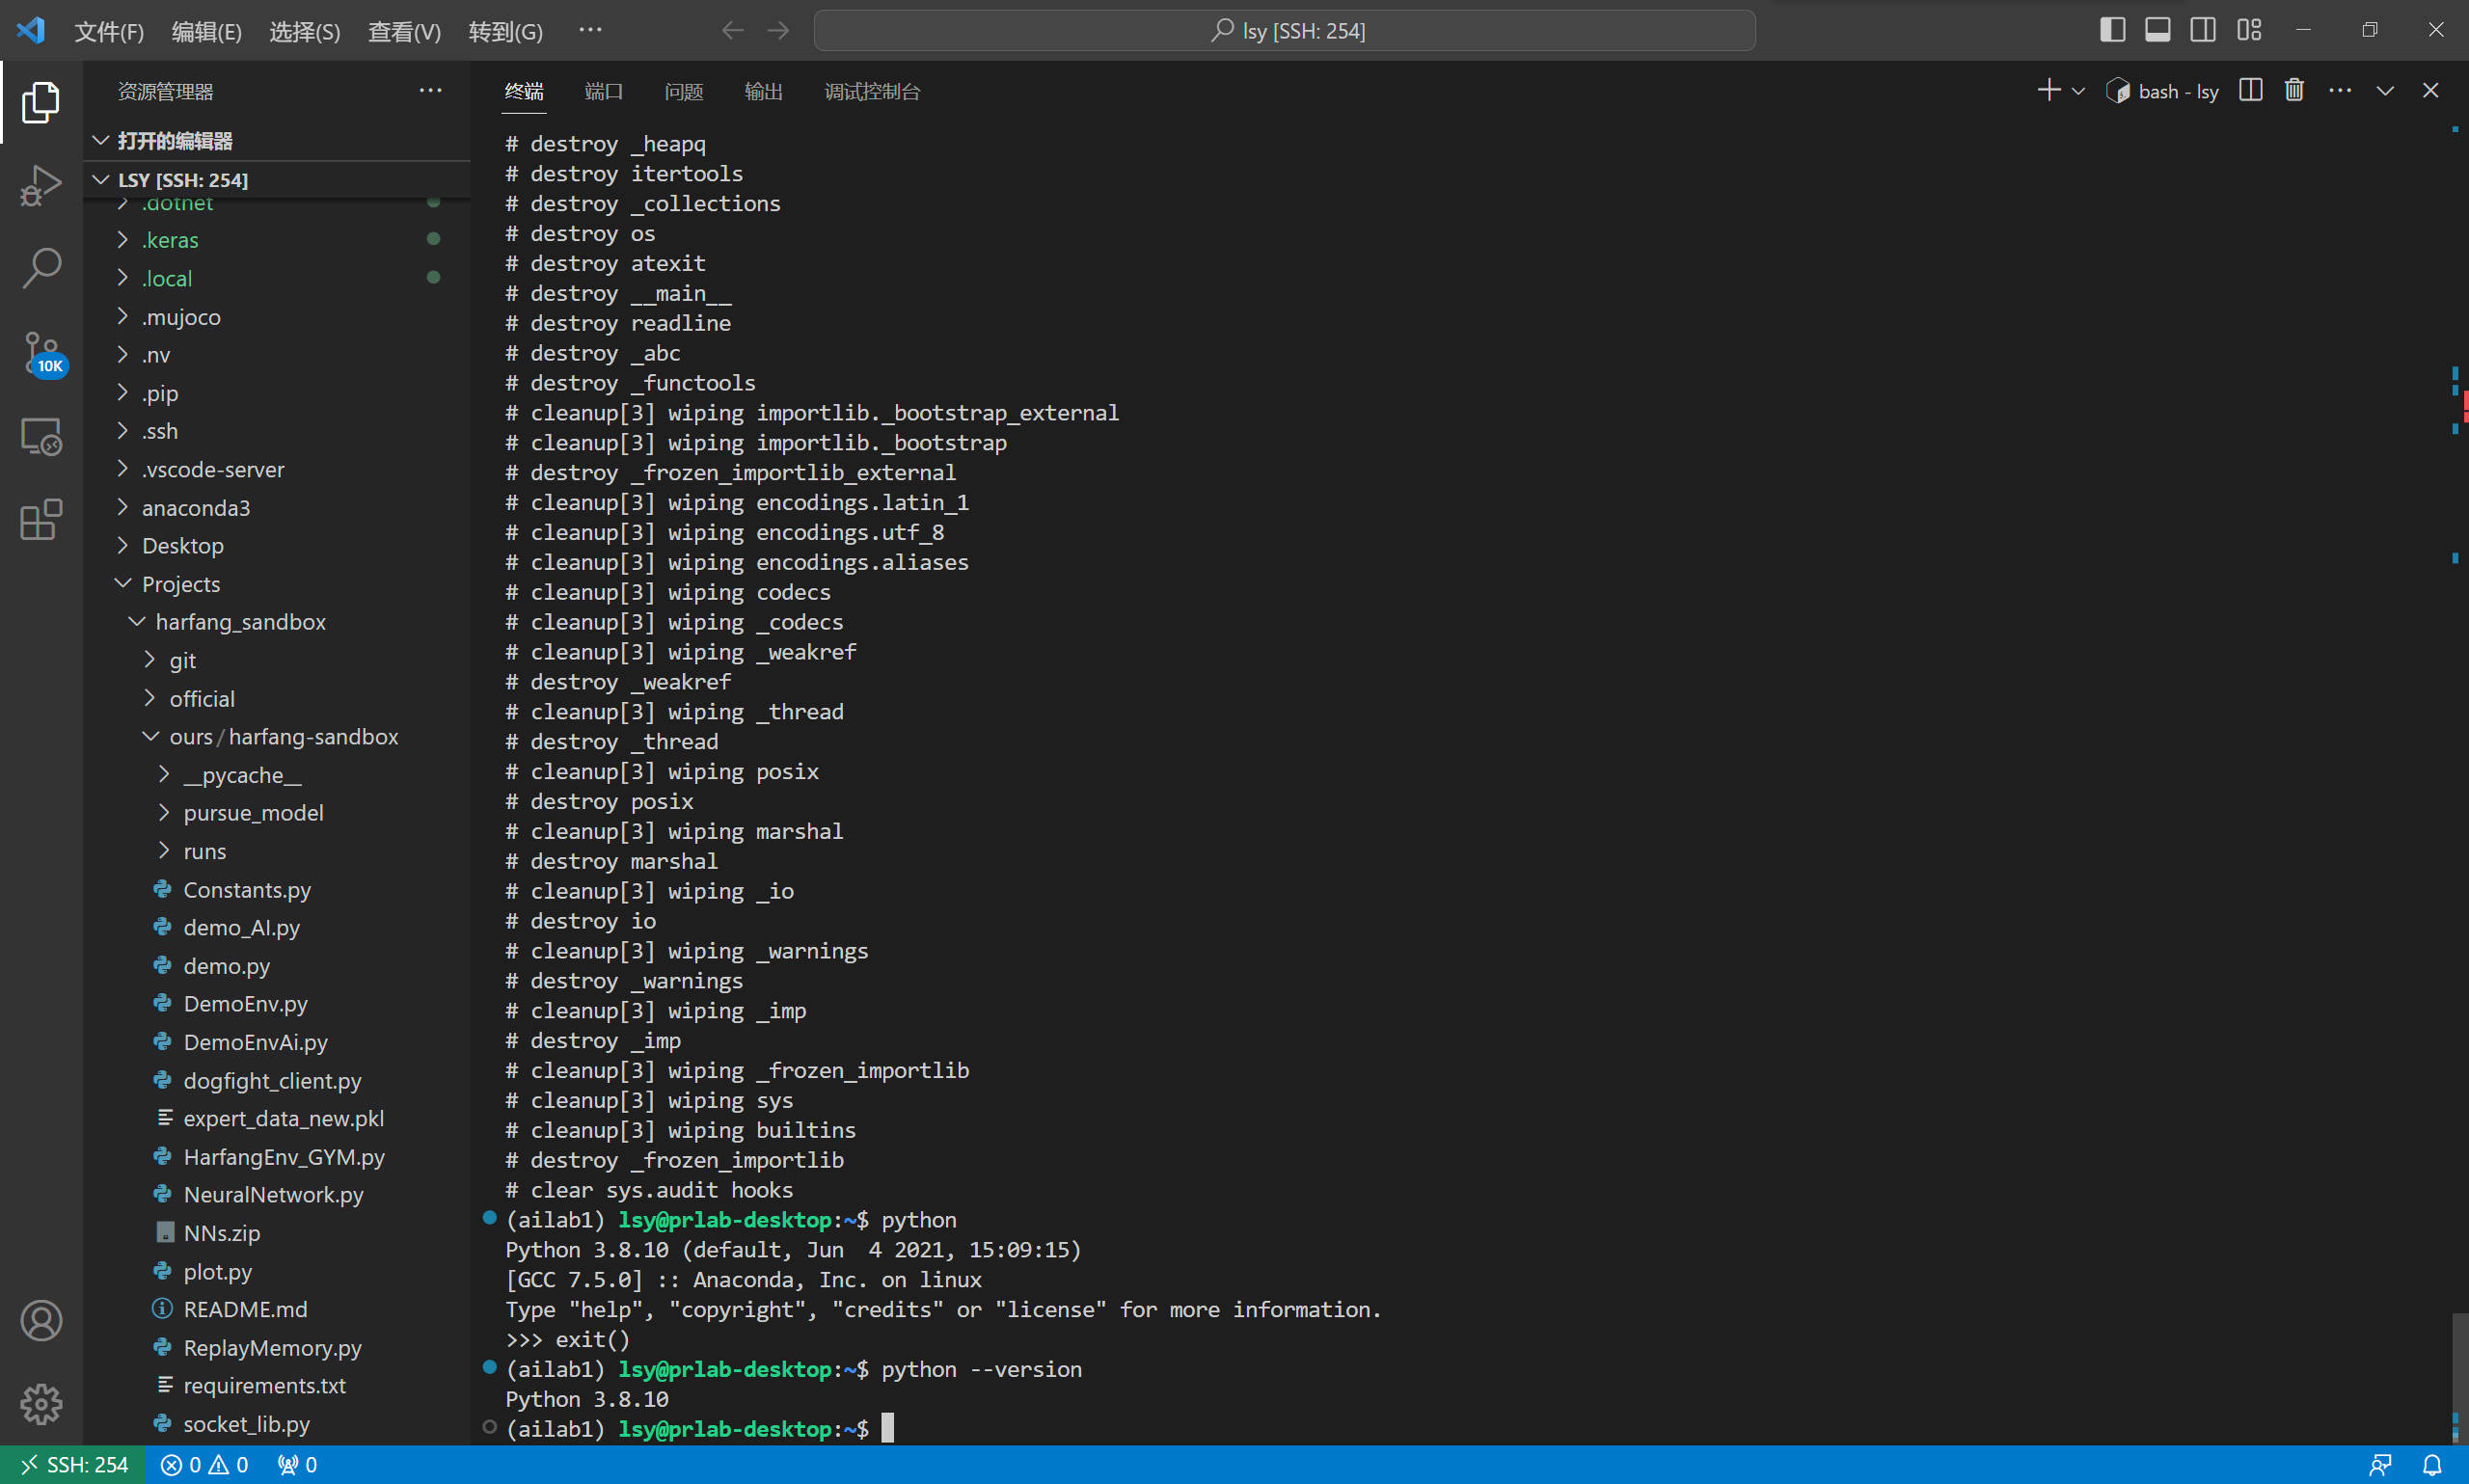 文件(F) 编辑(E) 选择(S) 查看(V) 转到(G) ··· lsy [SSH: 254]
资源管理器 ···
打开的编辑器
LSY [SSH: 254]
.dotnet
.keras
.local
.mujoco
.nv
10K
.pip
.ssh
.vscode-server
anaconda3
Desktop
Projects
harfang_sandbox
git
official
ours/harfang-sandbox
__pycache__
pursue_model
runs
Constants.py
demo_AI.py
demo.py
DemoEnv.py
DemoEnvAi.py
dogfight_client.py
expert_data_new.pkl
HarfangEnv_GYM.py
NeuralNetwork.py
NNs.zip
plot.py
README.md
ReplayMemory.py
requirements.txt
socket_lib.py
终端 端口 问题 输出 调试控制台 bash - lsy ···
# destroy _heapq
# destroy itertools
# destroy _collections
# destroy os
# destroy atexit
# destroy __main__
# destroy readline
# destroy _abc
# destroy _functools
# cleanup[3] wiping importlib._bootstrap_external
# cleanup[3] wiping importlib._bootstrap
# destroy _frozen_importlib_external
# cleanup[3] wiping encodings.latin_1
# cleanup[3] wiping encodings.utf_8
# cleanup[3] wiping encodings.aliases
# cleanup[3] wiping codecs
# cleanup[3] wiping _codecs
# cleanup[3] wiping _weakref
# destroy _weakref
# cleanup[3] wiping _thread
# destroy _thread
# cleanup[3] wiping posix
# destroy posix
# cleanup[3] wiping marshal
# destroy marshal
# cleanup[3] wiping _io
# destroy io
# cleanup[3] wiping _warnings
# destroy _warnings
# cleanup[3] wiping _imp
# destroy _imp
# cleanup[3] wiping _frozen_importlib
# cleanup[3] wiping sys
# cleanup[3] wiping builtins
# destroy _frozen_importlib
# clear sys.audit hooks
(ailab1) lsy@prlab-desktop:~$ python
Python 3.8.10 (default, Jun  4 2021, 15:09:15)
[GCC 7.5.0] :: Anaconda, Inc. on linux
Type "help", "copyright", "credits" or "license" for more information.
>>> exit()
(ailab1) lsy@prlab-desktop:~$ python --version
Python 3.8.10
(ailab1) lsy@prlab-desktop:~$
SSH: 254 0 0 0